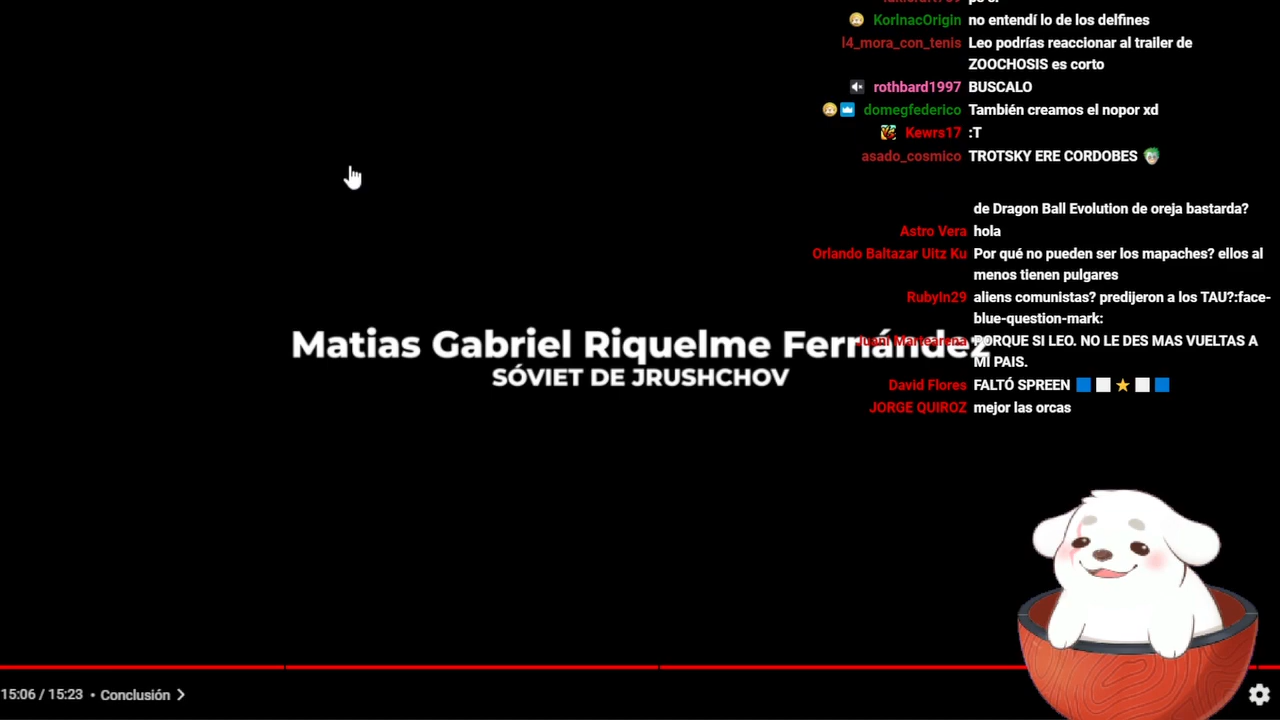 KorlnacOrigin no entendí lo de los delfines
l4_mora_con_tenis Leo podrías reaccionar al trailer de
ZOOCHOSIS es corto
rothbard1997 BUSCALO
domegfederico También creamos el nopor xd
Kewrs17 :T
asado_cosmico TROTSKY ERE CORDOBES
de Dragon Ball Evolution de oreja bastarda?
Astro Vera hola
Orlando Baltazar Uitz Ku Por qué no pueden ser los mapaches? ellos al
menos tienen pulgares
RubyIn29 aliens comunistas? predijeron a los TAU?:face-
blue-question-mark:
Matias Gabriel Riquelme Fernández
Juani Martearena PORQUE SI LEO. NO LE DES MAS VUELTAS A
MI PAIS.
SÓVIET DE JRUSHCHOV
David Flores FALTÓ SPREEN
JORGE QUIROZ mejor las orcas
15:06 / 15:23 • Conclusión